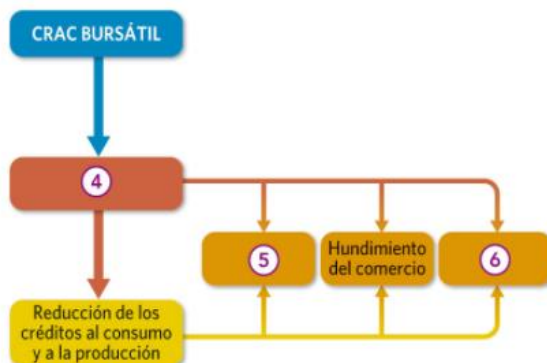 CRAC BURSÁTIL
4
5
Hundimiento
del comercio
6
Reducción de los
créditos al consumo
y a la producción